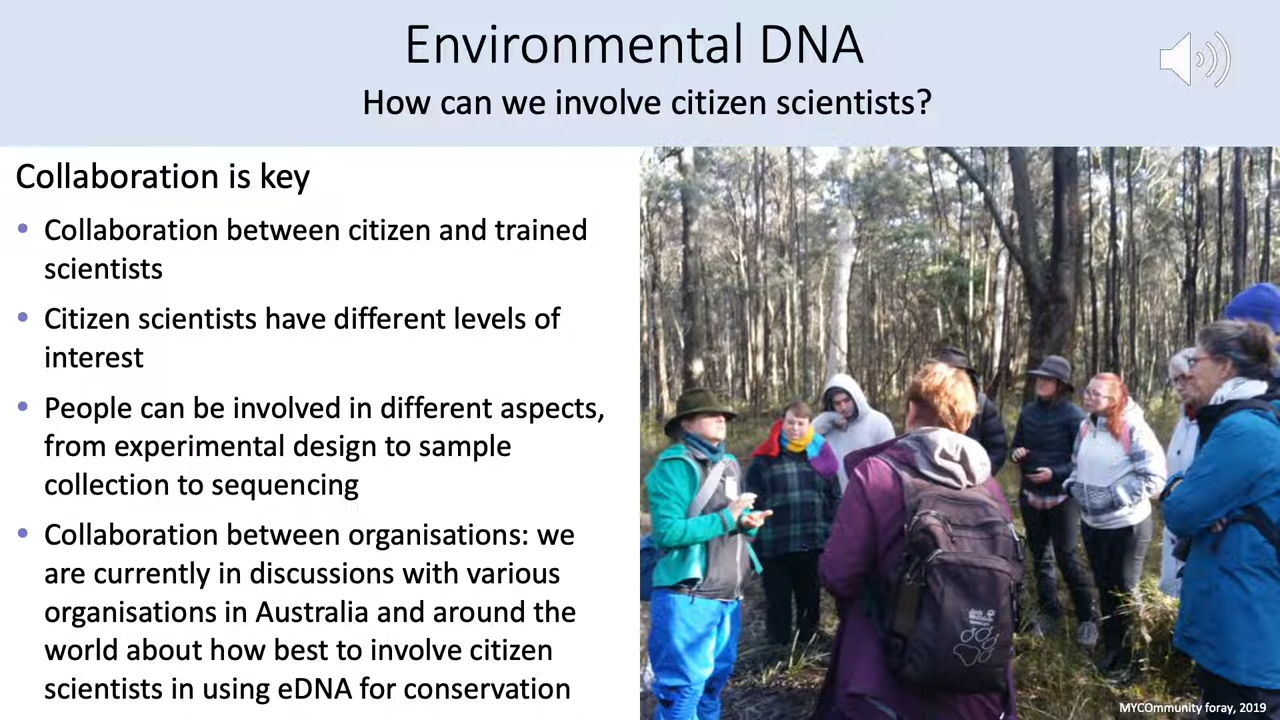 Environmental DNA
How can we involve citizen scientists?
Collaboration is key
• Collaboration between citizen and trained
scientists
• Citizen scientists have different levels of
interest
• People can be involved in different aspects,
from experimental design to sample
collection to sequencing
• Collaboration between organisations: we
are currently in discussions with various
organisations in Australia and around the
world about how best to involve citizen
scientists in using eDNA for conservation
MYCOmmunity foray, 2019